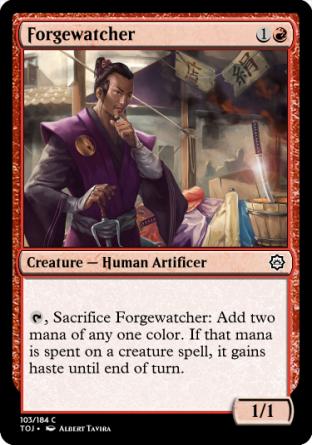 Forgewatcher 1
Creature — Human Artificer
, Sacrifice Forgewatcher: Add two
mana of any one color. If that mana
is spent on a creature spell, it gains
haste until end of turn.
1/1
103/184 C
TOJ • Albert Tavira